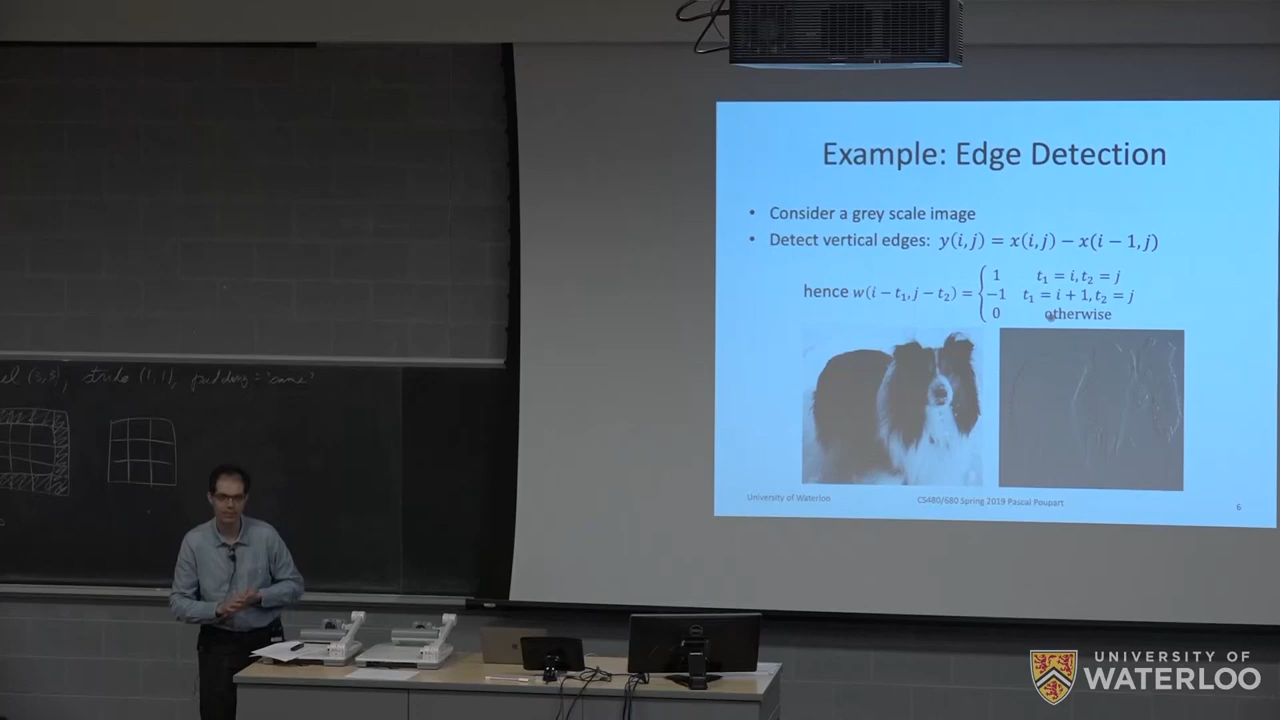 Example: Edge Detection
• Consider a grey scale image
• Detect vertical edges: y(i,j) = x(i,j) − x(i − 1,j)
hence w(i − t₁, j − t₂) = { 1 t₁ = i, t₂ = j
−1 t₁ = i + 1, t₂ = j
0 otherwise
University of Waterloo CS480/680 Spring 2019 Pascal Poupart 6
(3,3), stride (1,1), padding = 'same'
UNIVERSITY OF
WATERLOO